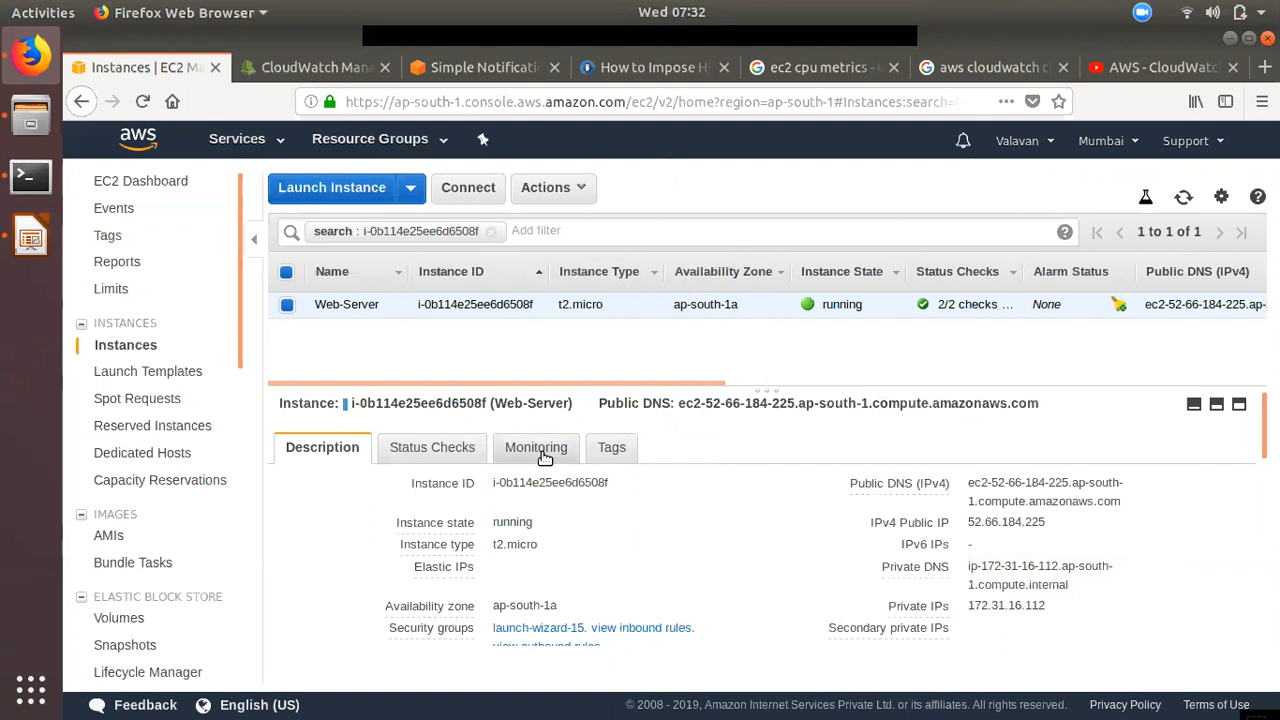 Activities Firefox Web Browser Wed 07:32
Instances | EC2 Ma CloudWatch Man Simple Notificati How to Impose H ec2 cpu metrics - aws cloudwatch c AWS - CloudWat
https://ap-south-1.console.aws.amazon.com/ec2/v2/home?region=ap-south-1#Instances:search=
aws Services Resource Groups Valavan Mumbai Support
EC2 Dashboard
Events
Tags
Reports
Limits
INSTANCES
Instances
Launch Templates
Spot Requests
Reserved Instances
Dedicated Hosts
Capacity Reservations
IMAGES
AMIs
Bundle Tasks
ELASTIC BLOCK STORE
Volumes
Snapshots
Lifecycle Manager
Launch Instance Connect Actions
search : i-0b114e25ee6d6508f Add filter 1 to 1 of 1
Name Instance ID Instance Type Availability Zone Instance State Status Checks Alarm Status Public DNS (IPv4)
Web-Server i-0b114e25ee6d6508f t2.micro ap-south-1a running 2/2 checks ... None ec2-52-66-184-225.ap-
Instance: i-0b114e25ee6d6508f (Web-Server) Public DNS: ec2-52-66-184-225.ap-south-1.compute.amazonaws.com
Description Status Checks Monitoring Tags
Instance ID i-0b114e25ee6d6508f
Instance state running
Instance type t2.micro
Elastic IPs
Availability zone ap-south-1a
Security groups launch-wizard-15. view inbound rules.
view outbound rules
Public DNS (IPv4) ec2-52-66-184-225.ap-south-
1.compute.amazonaws.com
IPv4 Public IP 52.66.184.225
IPv6 IPs -
Private DNS ip-172-31-16-112.ap-south-
1.compute.internal
Private IPs 172.31.16.112
Secondary private IPs
Feedback English (US) © 2008 - 2019, Amazon Internet Services Private Ltd. or its affiliates. All rights reserved. Privacy Policy Terms of Use